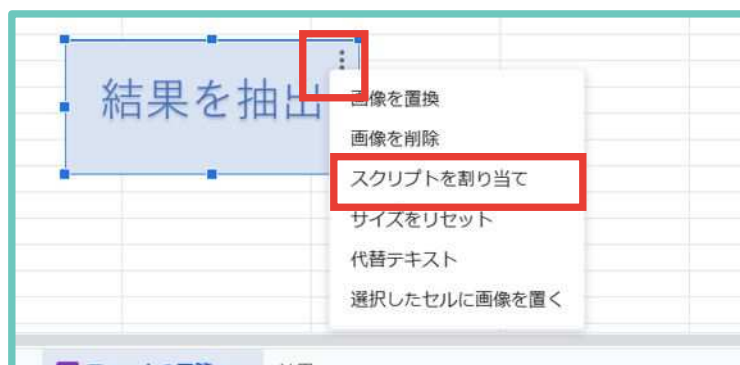 結果を抽出
画像を置換
画像を削除
スクリプトを割り当て
サイズをリセット
代替テキスト
選択したセルに画像を置く